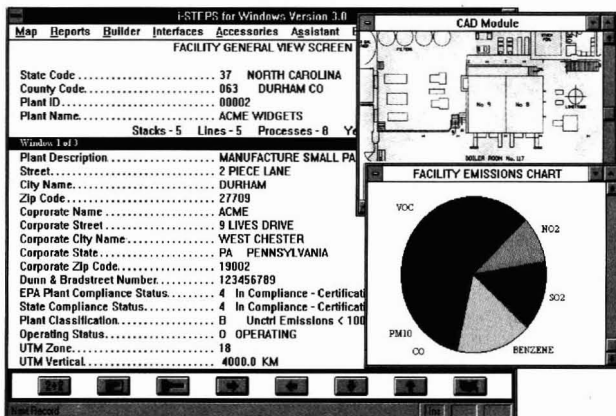 i-STEPS for Windows Version 3.0
Map Reports Builder Interfaces Accessories Assistant
FACILITY GENERAL VIEW SCREEN
State Code 37 NORTH CAROLINA
County Code 063 DURHAM CO
Plant ID 00002
Plant Name ACME WIDGETS
Stacks - 5 Lines - 5 Processes - 8 Ye
Window 1 of 3
Plant Description MANUFACTURE SMALL PA
Street 2 PIECE LANE
City Name DURHAM
Zip Code 27709
Coprorate Name ACME
Corporate Street 9 LIVES DRIVE
Corporate City Name WEST CHESTER
Corporate State PA PENNSYLVANIA
Corporate Zip Code 19002
Dunn & Bradstreet Number 123456789
EPA Plant Compliance Status 4 In Compliance - Certificati
State Compliance Status 4 In Compliance - Certificati
Plant Classification B Unctrl Emissions < 100
Operating Status O OPERATING
UTM Zone 18
UTM Vertical 4000.0 KM
Next Record
CAD Module
No. 9
BOILER ROOM No. 117
FACILITY EMISSIONS CHART
VOC
NO2
SO2
PM10
CO
BENZENE